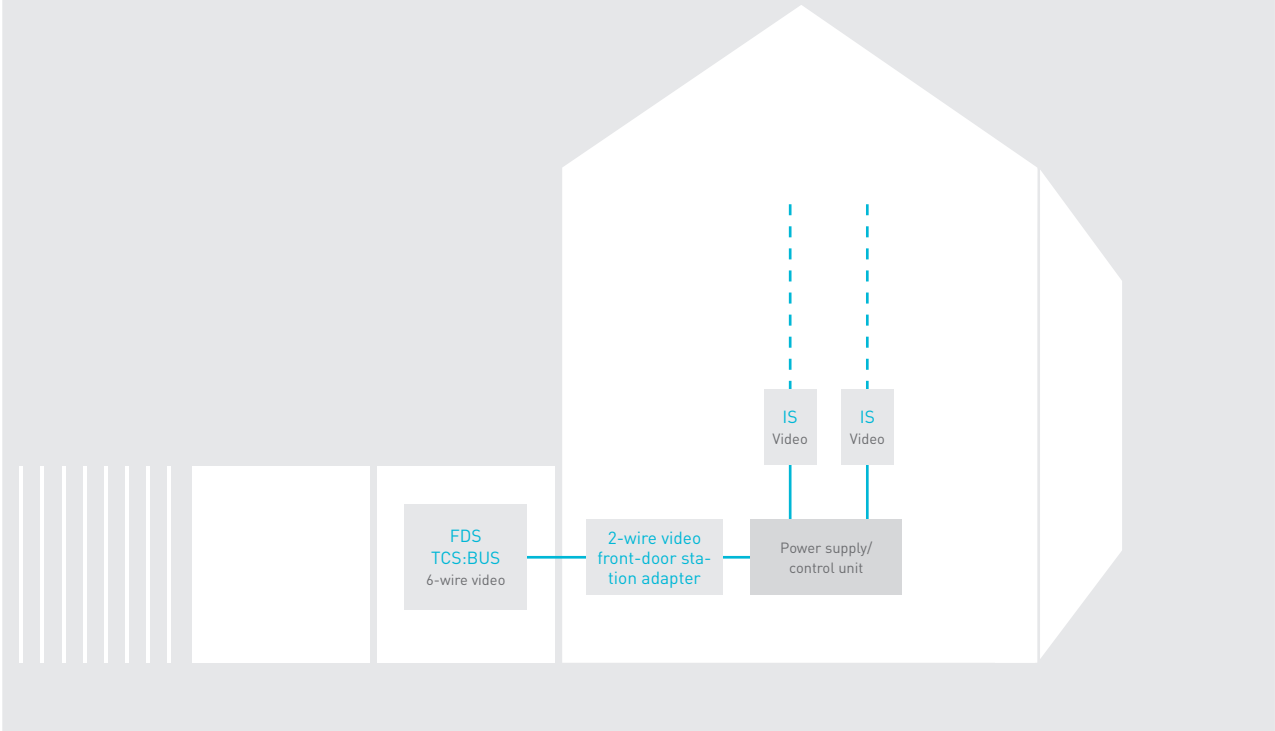 IS
Video
IS
Video
FDS
TCS:BUS
6-wire video
2-wire video
front-door sta-
tion adapter
Power supply/
control unit